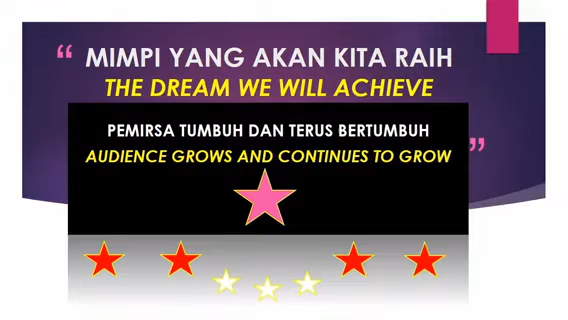 “ MIMPI YANG AKAN KITA RAIH
THE DREAM WE WILL ACHIEVE
PEMIRSA TUMBUH DAN TERUS BERTUMBUH
AUDIENCE GROWS AND CONTINUES TO GROW ”